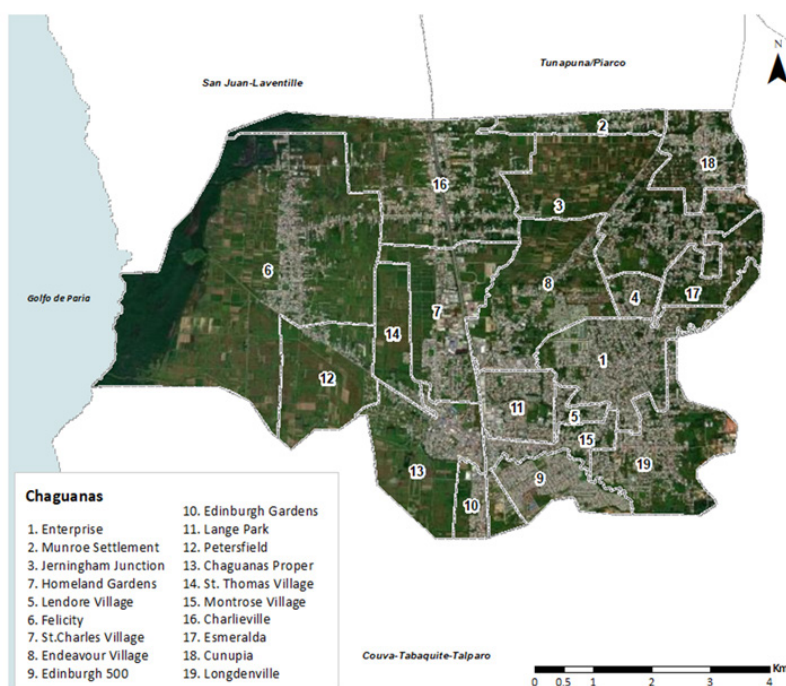 Tunapuna/Piarco
N
San Juan-Laventille
2
18
16
3
6
8
17
4
7
14
1
12
11
5
15
13
19
9
10
Golfo de Paria
Chaguanas
1. Enterprise
2. Munroe Settlement
3. Jerningham Junction
7. Homeland Gardens
5. Lendore Village
6. Felicity
7. St.Charles Village
8. Endeavour Village
9. Edinburgh 500
10. Edinburgh Gardens
11. Lange Park
12. Petersfield
13. Chaguanas Proper
14. St. Thomas Village
15. Montrose Village
16. Charlieville
17. Esmeralda
18. Cunupia
19. Longdenville
Couva-Tabaquite-Talparo
Km
0 0.5 1 2 3 4